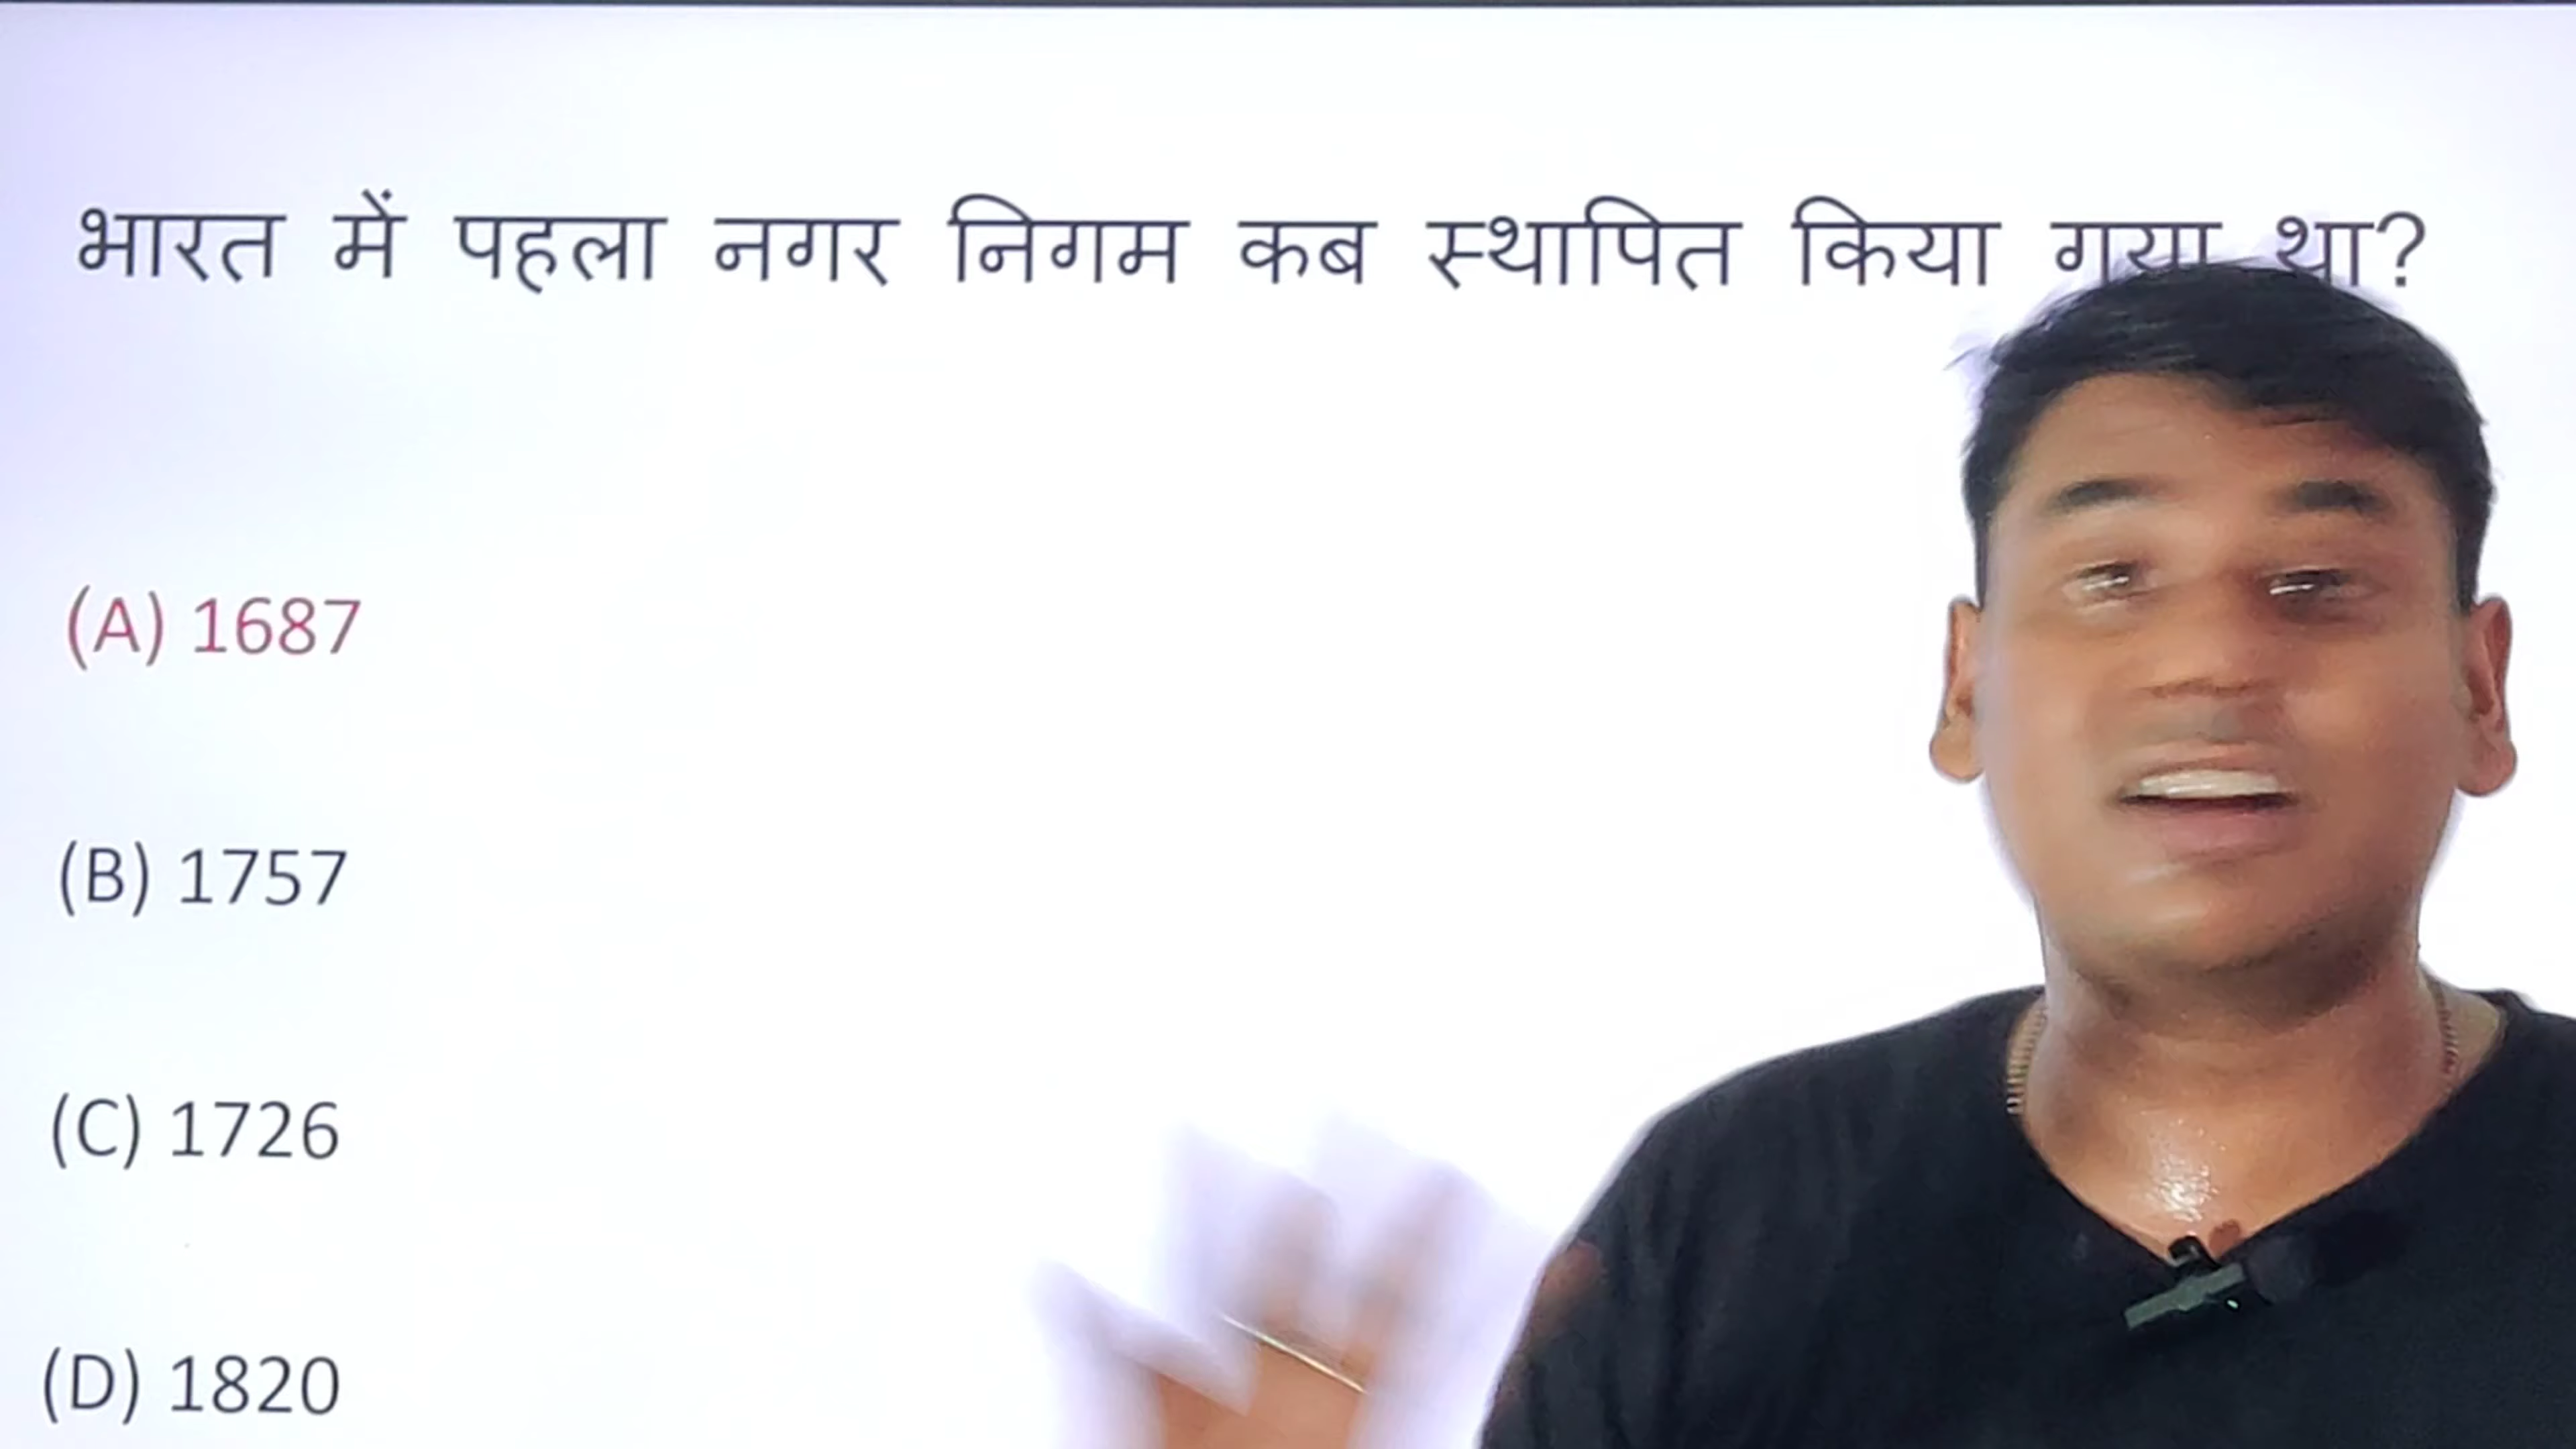 भारत में पहला नगर निगम कब स्थापित किया गया था?
(A) 1687
(B) 1757
(C) 1726
(D) 1820